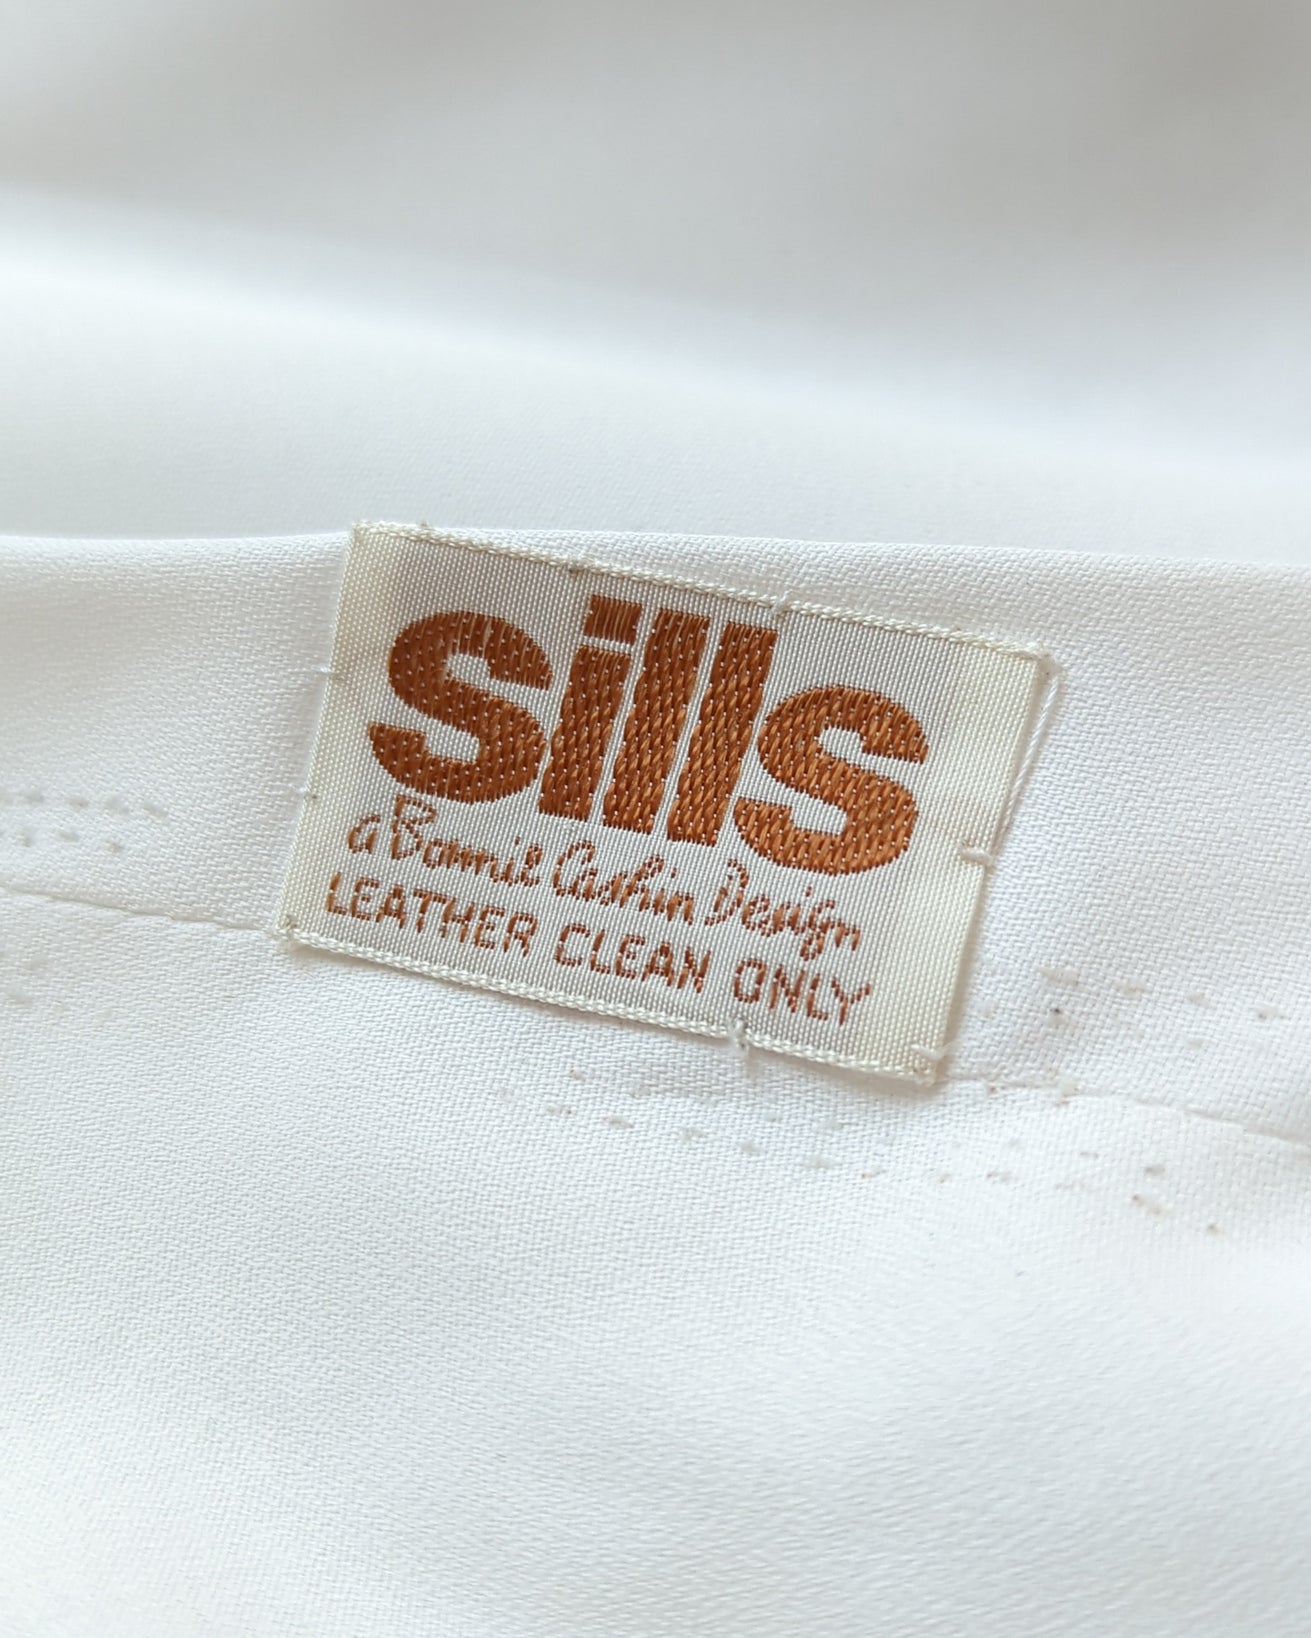 sills
a Bonnie Cashin Design
LEATHER CLEAN ONLY